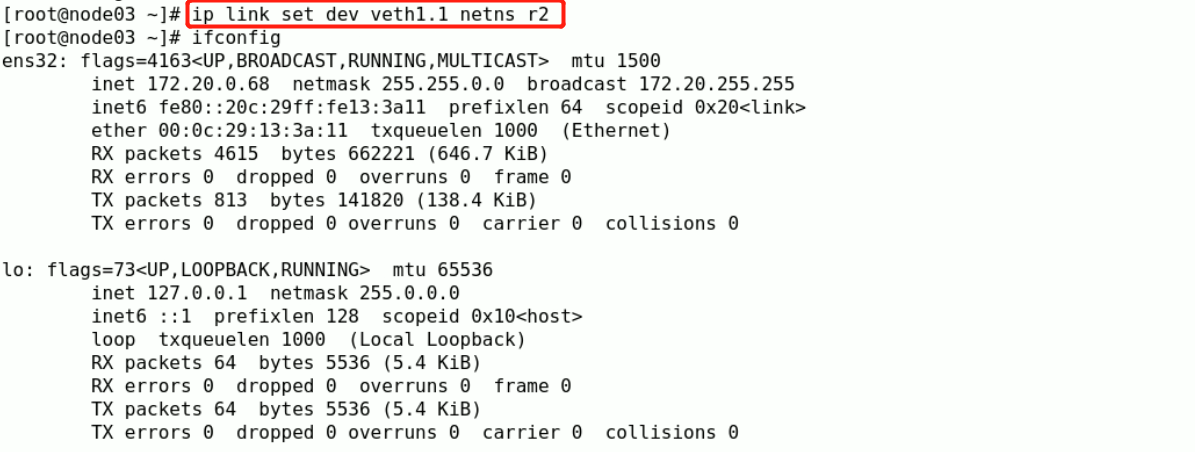 [root@node03 ~]# ip link set dev veth1.1 netns r2
[root@node03 ~]# ifconfig
ens32: flags=4163<UP,BROADCAST,RUNNING,MULTICAST>  mtu 1500
        inet 172.20.0.68  netmask 255.255.0.0  broadcast 172.20.255.255
        inet6 fe80::20c:29ff:fe13:3a11  prefixlen 64  scopeid 0x20<link>
        ether 00:0c:29:13:3a:11  txqueuelen 1000  (Ethernet)
        RX packets 4615  bytes 662221 (646.7 KiB)
        RX errors 0  dropped 0  overruns 0  frame 0
        TX packets 813  bytes 141820 (138.4 KiB)
        TX errors 0  dropped 0 overruns 0  carrier 0  collisions 0

lo: flags=73<UP,LOOPBACK,RUNNING>  mtu 65536
        inet 127.0.0.1  netmask 255.0.0.0
        inet6 ::1  prefixlen 128  scopeid 0x10<host>
        loop  txqueuelen 1000  (Local Loopback)
        RX packets 64  bytes 5536 (5.4 KiB)
        RX errors 0  dropped 0  overruns 0  frame 0
        TX packets 64  bytes 5536 (5.4 KiB)
        TX errors 0  dropped 0 overruns 0  carrier 0  collisions 0